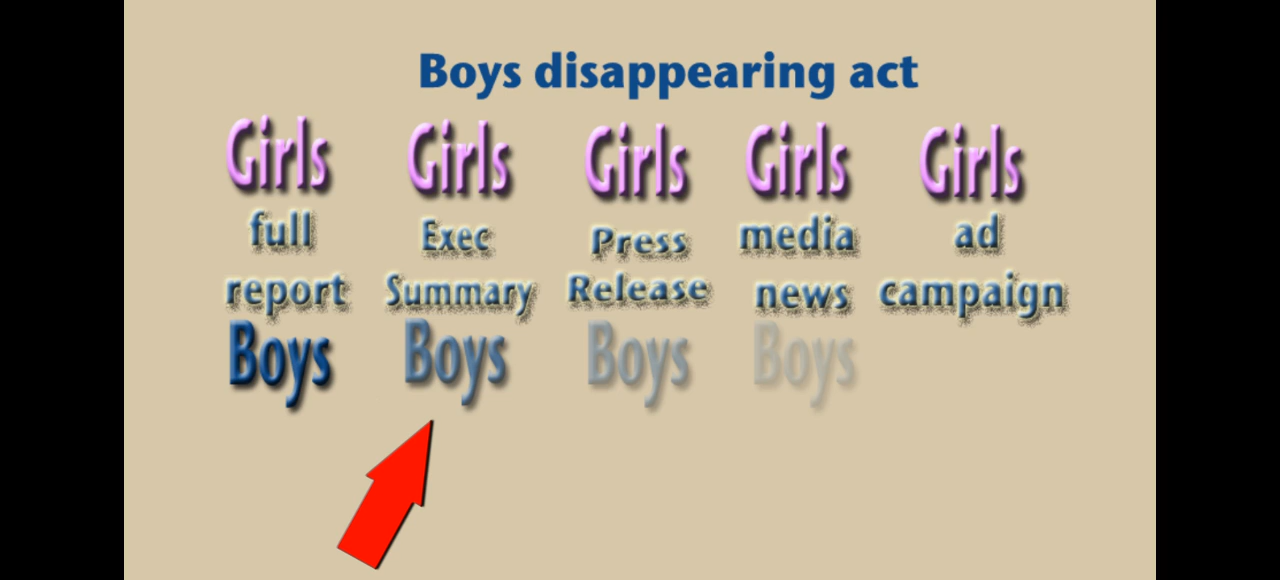 Boys disappearing act
Girls Girls Girls Girls Girls
full Exec Press media ad
report Summary Release news campaign
Boys Boys Boys Boys